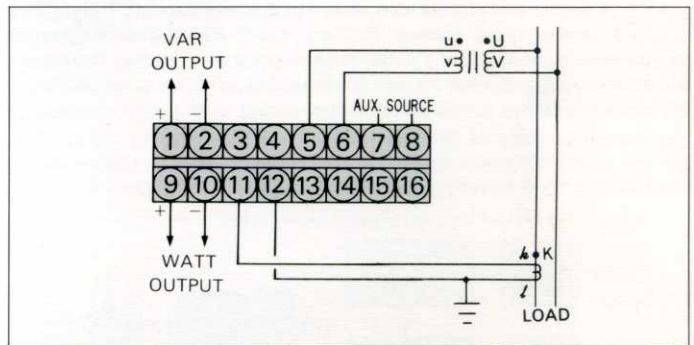 VAR
OUTPUT
u U
v V
AUX. SOURCE
+ −
1 2 3 4 5 6 7 8
9 10 11 12 13 14 15 16
+ −
WATT
OUTPUT
k K
l
LOAD